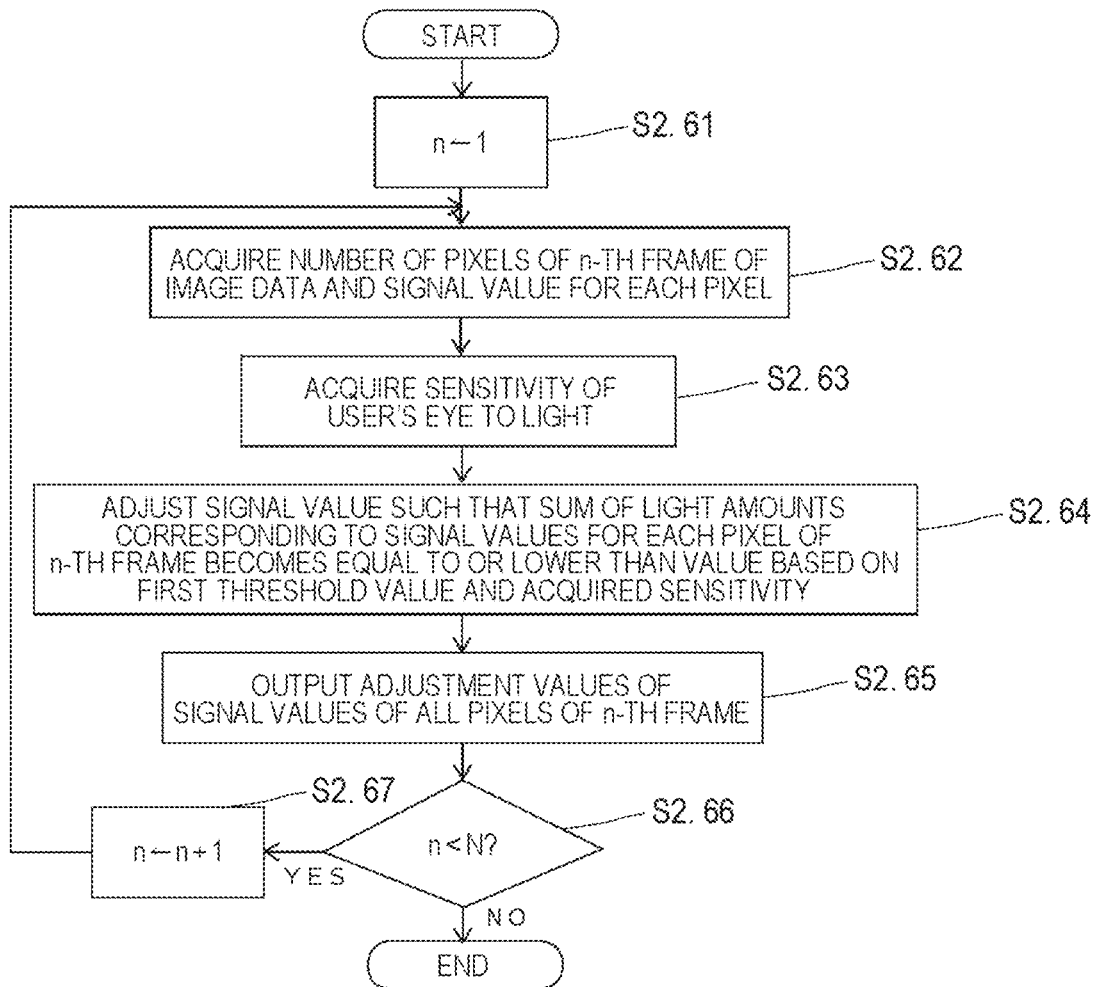 START
n←1
S2. 61
ACQUIRE NUMBER OF PIXELS OF n-TH FRAME OF
IMAGE DATA AND SIGNAL VALUE FOR EACH PIXEL
S2. 62
ACQUIRE SENSITIVITY OF
USER'S EYE TO LIGHT
S2. 63
ADJUST SIGNAL VALUE SUCH THAT SUM OF LIGHT AMOUNTS
CORRESPONDING TO SIGNAL VALUES FOR EACH PIXEL OF
n-TH FRAME BECOMES EQUAL TO OR LOWER THAN VALUE BASED ON
FIRST THRESHOLD VALUE AND ACQUIRED SENSITIVITY
S2. 64
OUTPUT ADJUSTMENT VALUES OF
SIGNAL VALUES OF ALL PIXELS OF n-TH FRAME
S2. 65
n<N?
S2. 66
YES
n←n+1
S2. 67
NO
END